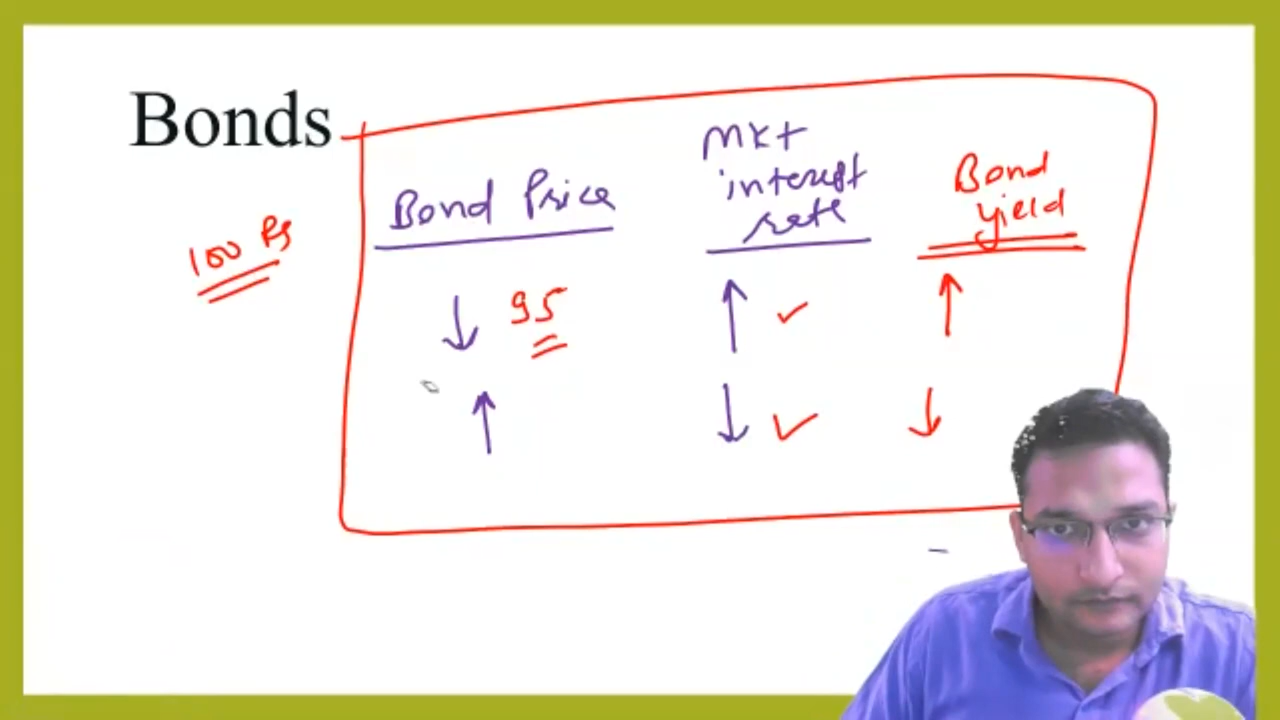 Bonds
100 Rs
Bond Price
Mkt
interest
rate
Bond
yield
↓ 95 ↑ ✓ ↑
↑ ↓ ✓ ↓